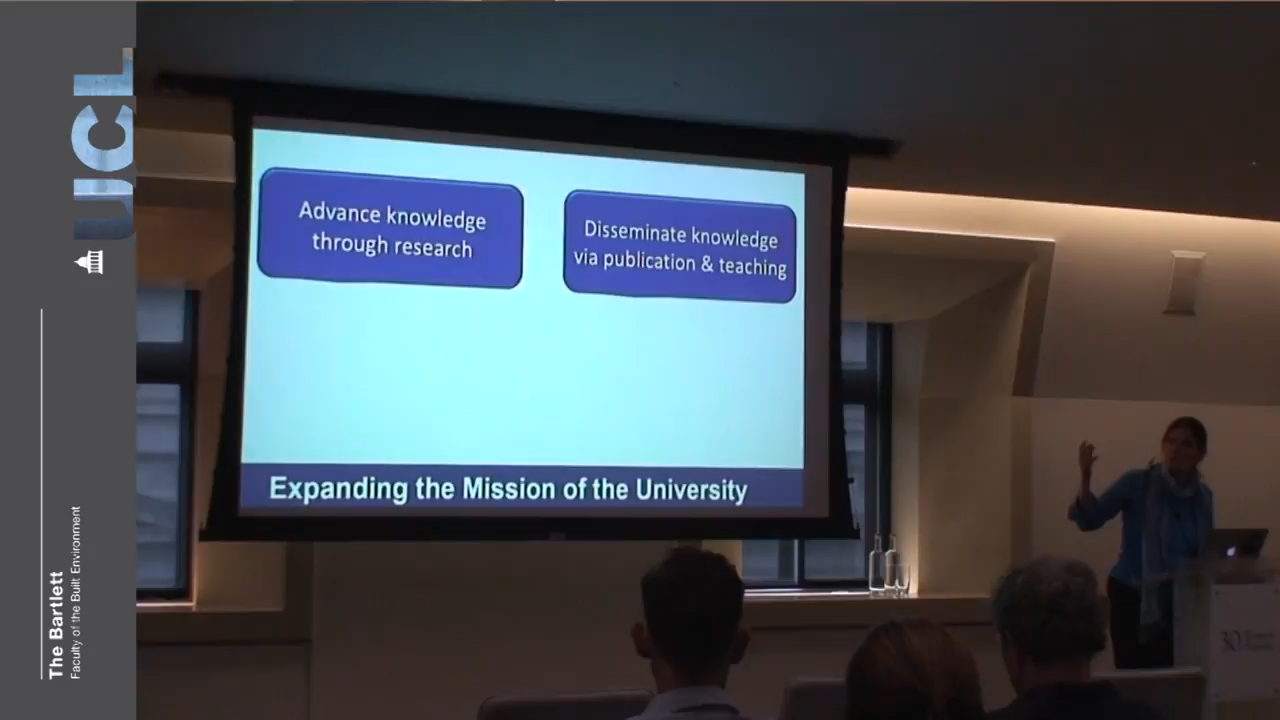 UCL
The Bartlett
Faculty of the Built Environment
Advance knowledge
through research
Disseminate knowledge
via publication & teaching
Expanding the Mission of the University
30